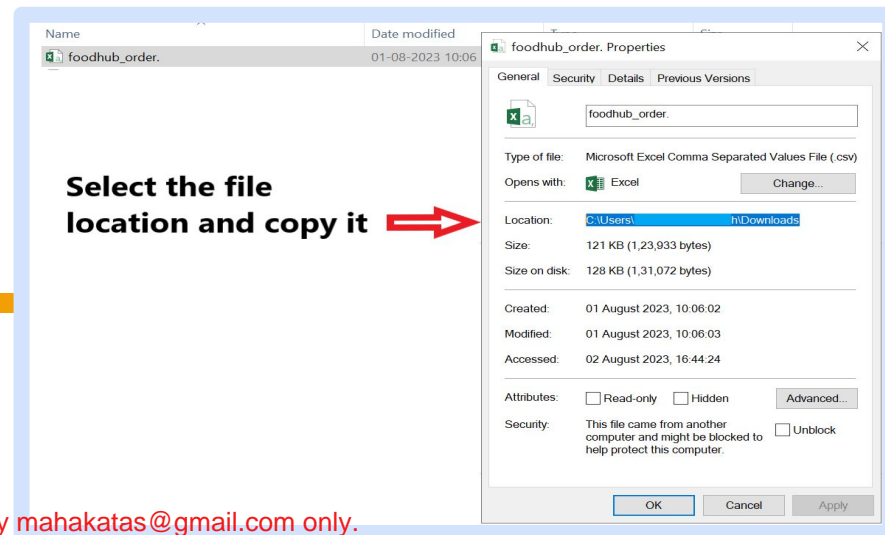 Name Date modified
foodhub_order. 01-08-2023 10:06
Select the file
location and copy it
foodhub_order. Properties
General Security Details Previous Versions
foodhub_order.
Type of file: Microsoft Excel Comma Separated Values File (.csv)
Opens with: Excel Change...
Location: C:\Users\ h\Downloads
Size: 121 KB (1,23,933 bytes)
Size on disk: 128 KB (1,31,072 bytes)
Created: 01 August 2023, 10:06:02
Modified: 01 August 2023, 10:06:03
Accessed: 02 August 2023, 16:44:24
Attributes: Read-only Hidden Advanced...
Security: This file came from another Unblock
computer and might be blocked to
help protect this computer.
OK Cancel Apply
mahakatas@gmail.com only.